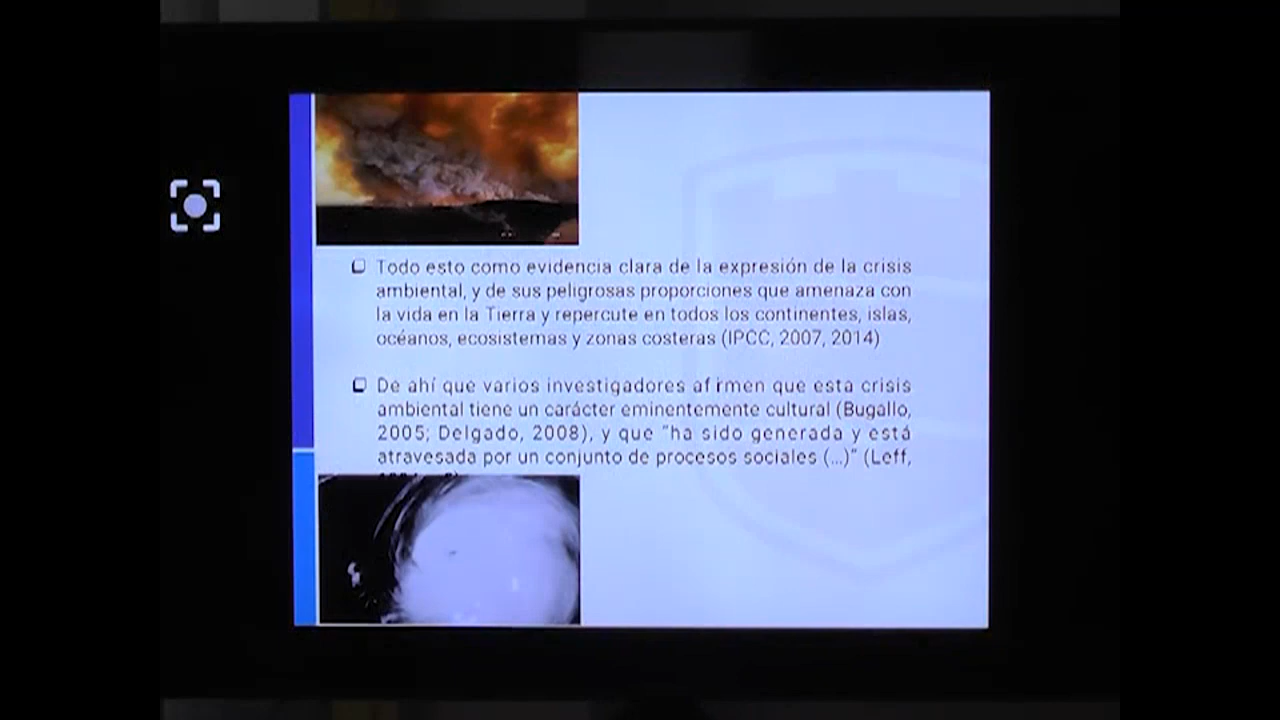 Todo esto como evidencia clara de la expresión de la crisis
ambiental, y de sus peligrosas proporciones que amenaza con
la vida en la Tierra y repercute en todos los continentes, islas,
océanos, ecosistemas y zonas costeras (IPCC, 2007, 2014)
De ahí que varios investigadores afirmen que esta crisis
ambiental tiene un carácter eminentemente cultural (Bugallo,
2005; Delgado, 2008), y que “ha sido generada y está
atravesada por un conjunto de procesos sociales (...)” (Leff,